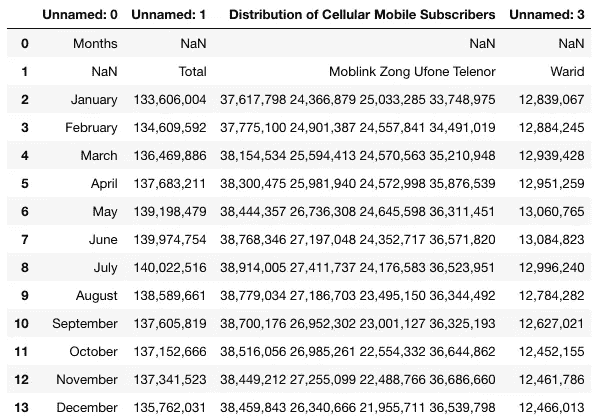 Unnamed: 0 Unnamed: 1 Distribution of Cellular Mobile Subscribers Unnamed: 3
0 Months NaN NaN NaN
1 NaN Total Moblink Zong Ufone Telenor Warid
2 January 133,606,004 37,617,798 24,366,879 25,033,285 33,748,975 12,839,067
3 February 134,609,592 37,775,100 24,901,387 24,557,841 34,491,019 12,884,245
4 March 136,469,886 38,154,534 25,594,413 24,570,563 35,210,948 12,939,428
5 April 137,683,211 38,300,475 25,981,940 24,572,998 35,876,539 12,951,259
6 May 139,198,479 38,444,357 26,736,308 24,645,598 36,311,451 13,060,765
7 June 139,974,754 38,768,346 27,197,048 24,352,717 36,571,820 13,084,823
8 July 140,022,516 38,914,005 27,411,737 24,176,583 36,523,951 12,996,240
9 August 138,589,661 38,779,034 27,186,703 23,495,150 36,344,492 12,784,282
10 September 137,605,819 38,700,176 26,952,302 23,001,127 36,325,193 12,627,021
11 October 137,152,666 38,516,056 26,985,261 22,554,332 36,644,862 12,452,155
12 November 137,341,523 38,449,212 27,255,099 22,488,766 36,686,660 12,461,786
13 December 135,762,031 38,459,843 26,340,666 21,955,711 36,539,798 12,466,013